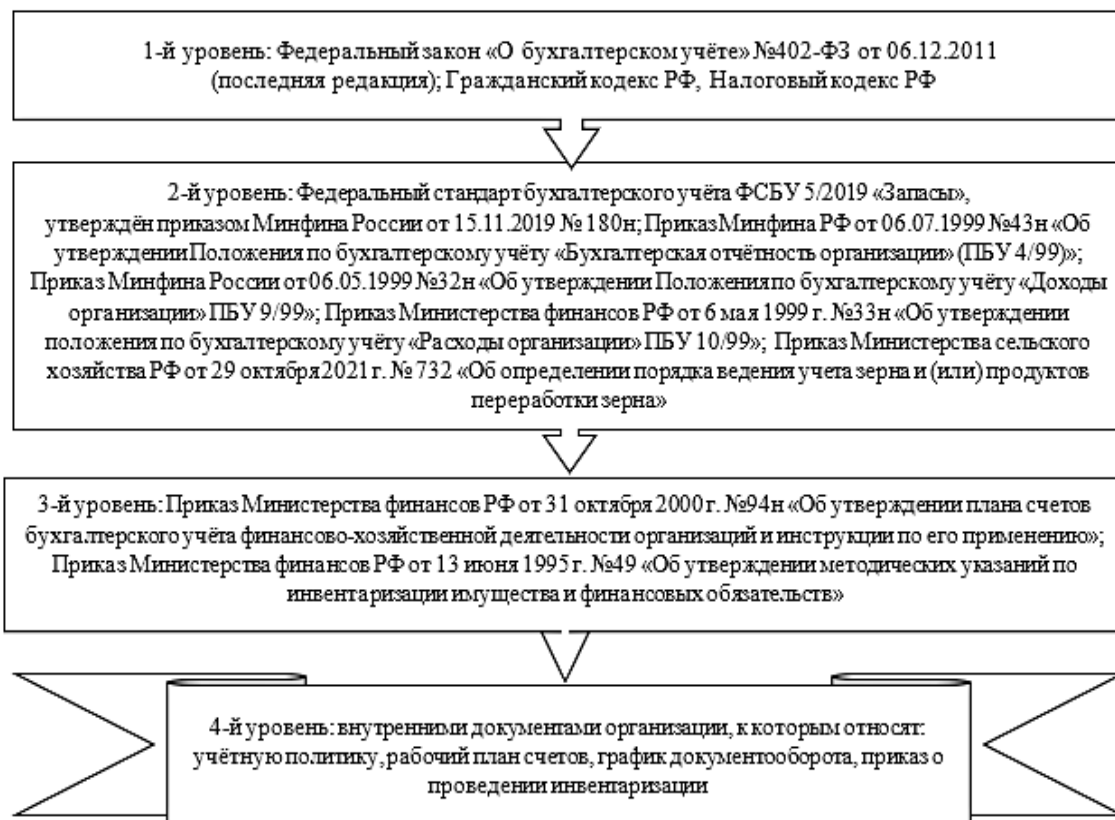 1-й уровень: Федеральный закон «О бухгалтерском учёте» №402-ФЗ от 06.12.2011
(последняя редакция); Гражданский кодекс РФ, Налоговый кодекс РФ
2-й уровень: Федеральный стандарт бухгалтерского учёта ФСБУ 5/2019 «Запасы»,
утверждён приказом Минфина России от 15.11.2019 № 180н; Приказ Минфина РФ от 06.07.1999 №43н «Об
утверждении Положения по бухгалтерскому учёту «Бухгалтерская отчётность организации» (ПБУ 4/99)»;
Приказ Минфина России от 06.05.1999 №32н «Об утверждении Положения по бухгалтерскому учёту «Доходы
организации» ПБУ 9/99»; Приказ Министерства финансов РФ от 6 мая 1999 г. №33н «Об утверждении
положения по бухгалтерскому учёту «Расходы организации» ПБУ 10/99»; Приказ Министерства сельского
хозяйства РФ от 29 октября 2021 г. № 732 «Об определении порядка ведения учета зерна и (или) продуктов
переработки зерна»
3-й уровень: Приказ Министерства финансов РФ от 31 октября 2000 г. №94н «Об утверждении плана счетов
бухгалтерского учёта финансово-хозяйственной деятельности организаций и инструкции по его применению»;
Приказ Министерства финансов РФ от 13 июня 1995 г. №49 «Об утверждении методических указаний по
инвентаризации имущества и финансовых обязательств»
4-й уровень: внутренними документами организации, к которым относят:
учётную политику, рабочий план счетов, график документооборота, приказ о
проведении инвентаризации